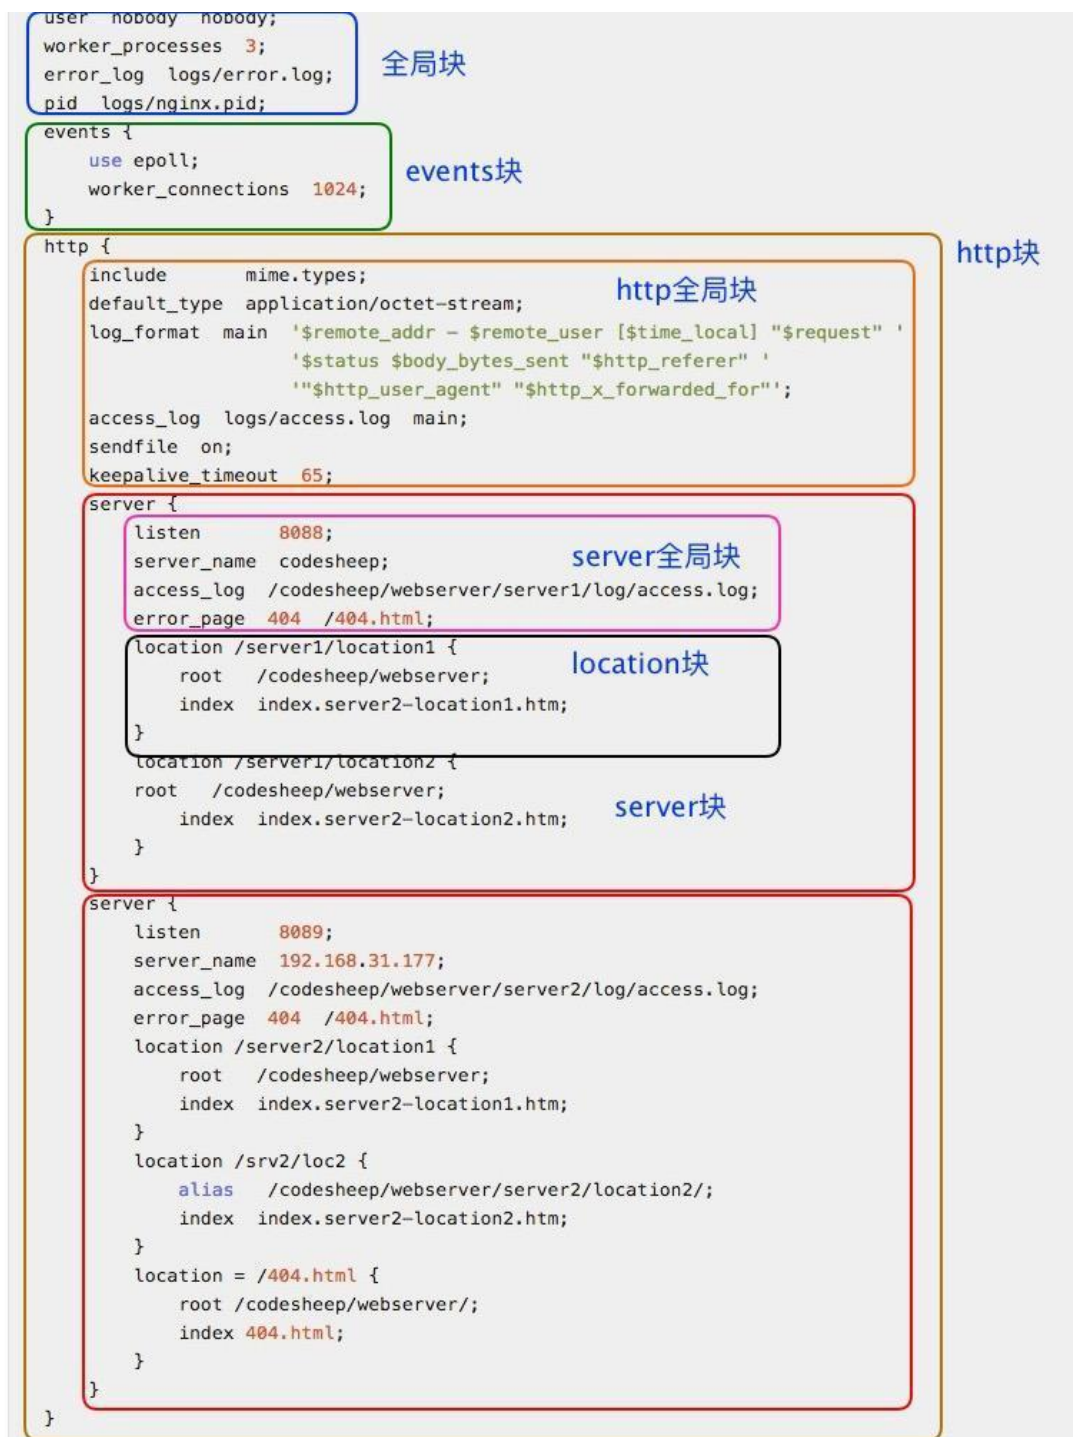 user  nobody  nobody;
worker_processes  3;
error_log  logs/error.log;
全局块
pid  logs/nginx.pid;
events {
    use epoll;
events块
    worker_connections  1024;
}
http {
http块
    include       mime.types;
http全局块
    default_type  application/octet-stream;
    log_format  main  '$remote_addr – $remote_user [$time_local] "$request" '
                      '$status $body_bytes_sent "$http_referer" '
                      '"$http_user_agent" "$http_x_forwarded_for"';
    access_log  logs/access.log  main;
    sendfile  on;
    keepalive_timeout  65;
    server {
        listen       8088;
server全局块
        server_name  codesheep;
        access_log  /codesheep/webserver/server1/log/access.log;
        error_page  404  /404.html;
        location /server1/location1 {
location块
            root   /codesheep/webserver;
            index  index.server2-location1.htm;
        }
        location /server1/location2 {
        root   /codesheep/webserver;
server块
            index  index.server2-location2.htm;
        }
    }
    server {
        listen       8089;
        server_name  192.168.31.177;
        access_log  /codesheep/webserver/server2/log/access.log;
        error_page  404  /404.html;
        location /server2/location1 {
            root   /codesheep/webserver;
            index  index.server2-location1.htm;
        }
        location /srv2/loc2 {
            alias   /codesheep/webserver/server2/location2/;
            index  index.server2-location2.htm;
        }
        location = /404.html {
            root /codesheep/webserver/;
            index 404.html;
        }
    }
}